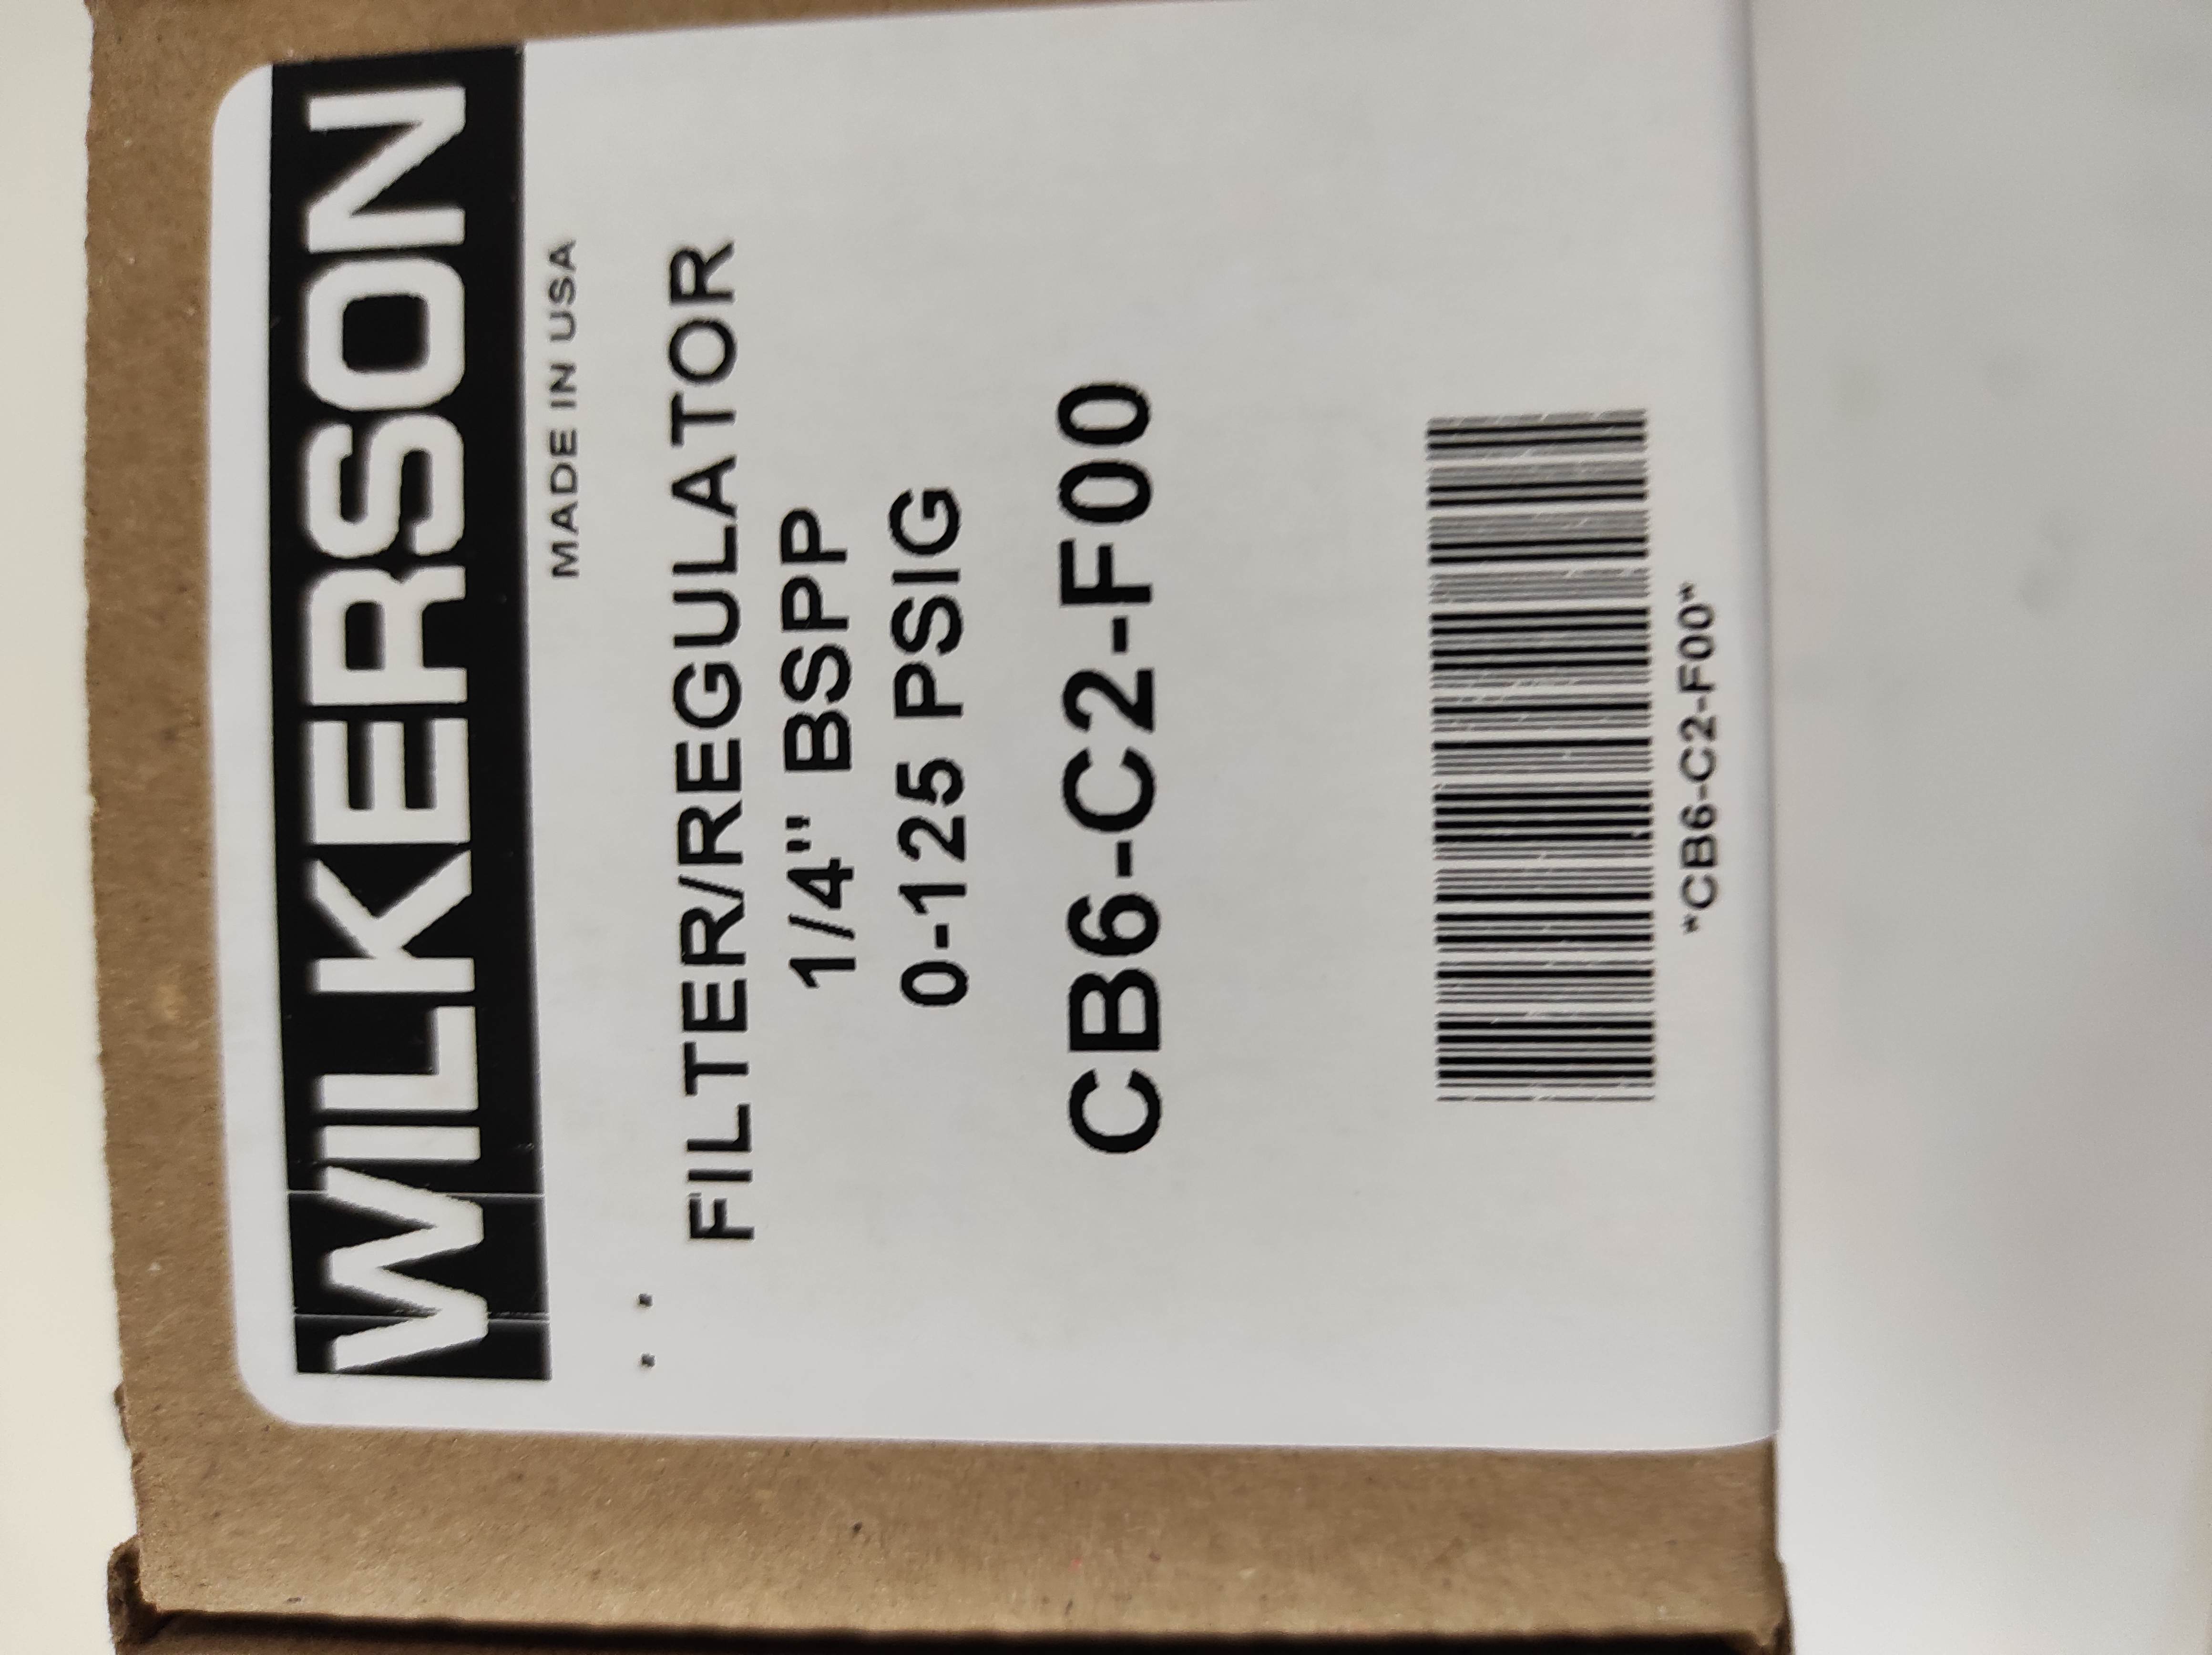 WILKERSON
MADE IN USA
FILTER/REGULATOR
1/4" BSPP
0-125 PSIG
CB6-C2-F00
*CB6-C2-F00*